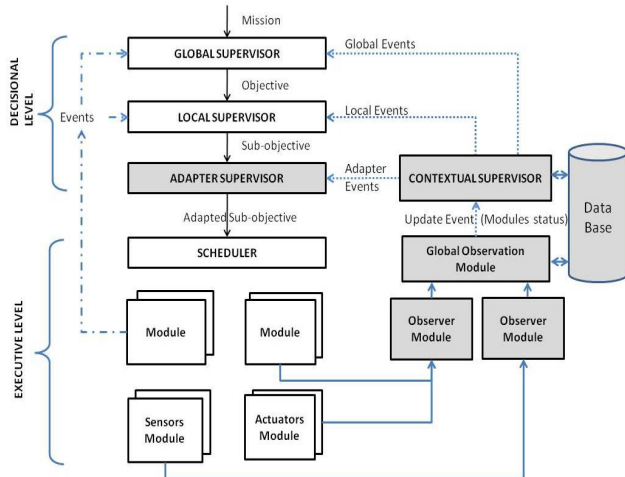 Mission
GLOBAL SUPERVISOR
Global Events
Objective
DECISIONAL
LEVEL
Events
LOCAL SUPERVISOR
Local Events
Sub-objective
ADAPTER SUPERVISOR
Adapter
Events
CONTEXTUAL SUPERVISOR
Data
Base
Adapted Sub-objective
Update Event (Modules status)
SCHEDULER
Global Observation
Module
EXECUTIVE LEVEL
Module
Module
Observer
Module
Observer
Module
Sensors
Module
Actuators
Module